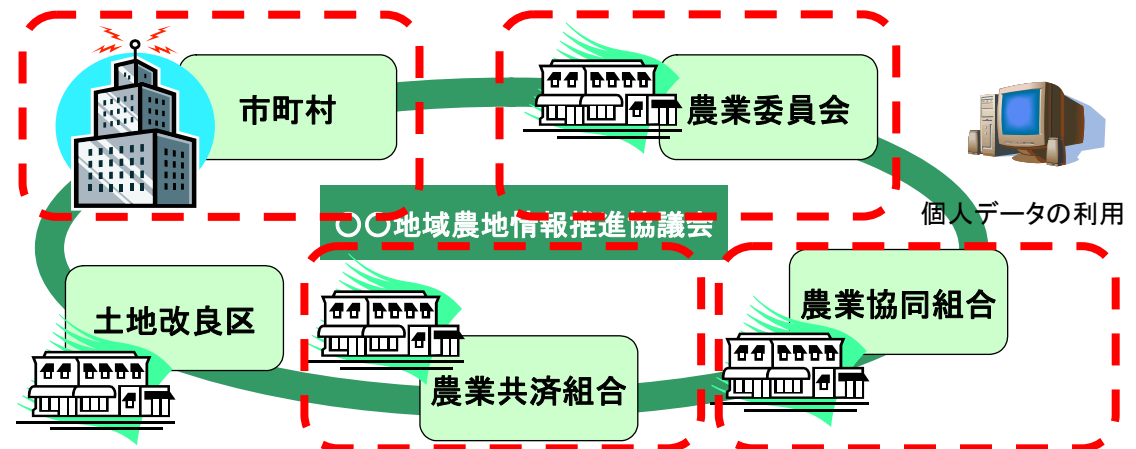 市町村
農業委員会
〇〇地域農地情報推進協議会
個人データの利用
土地改良区
農業協同組合
農業共済組合